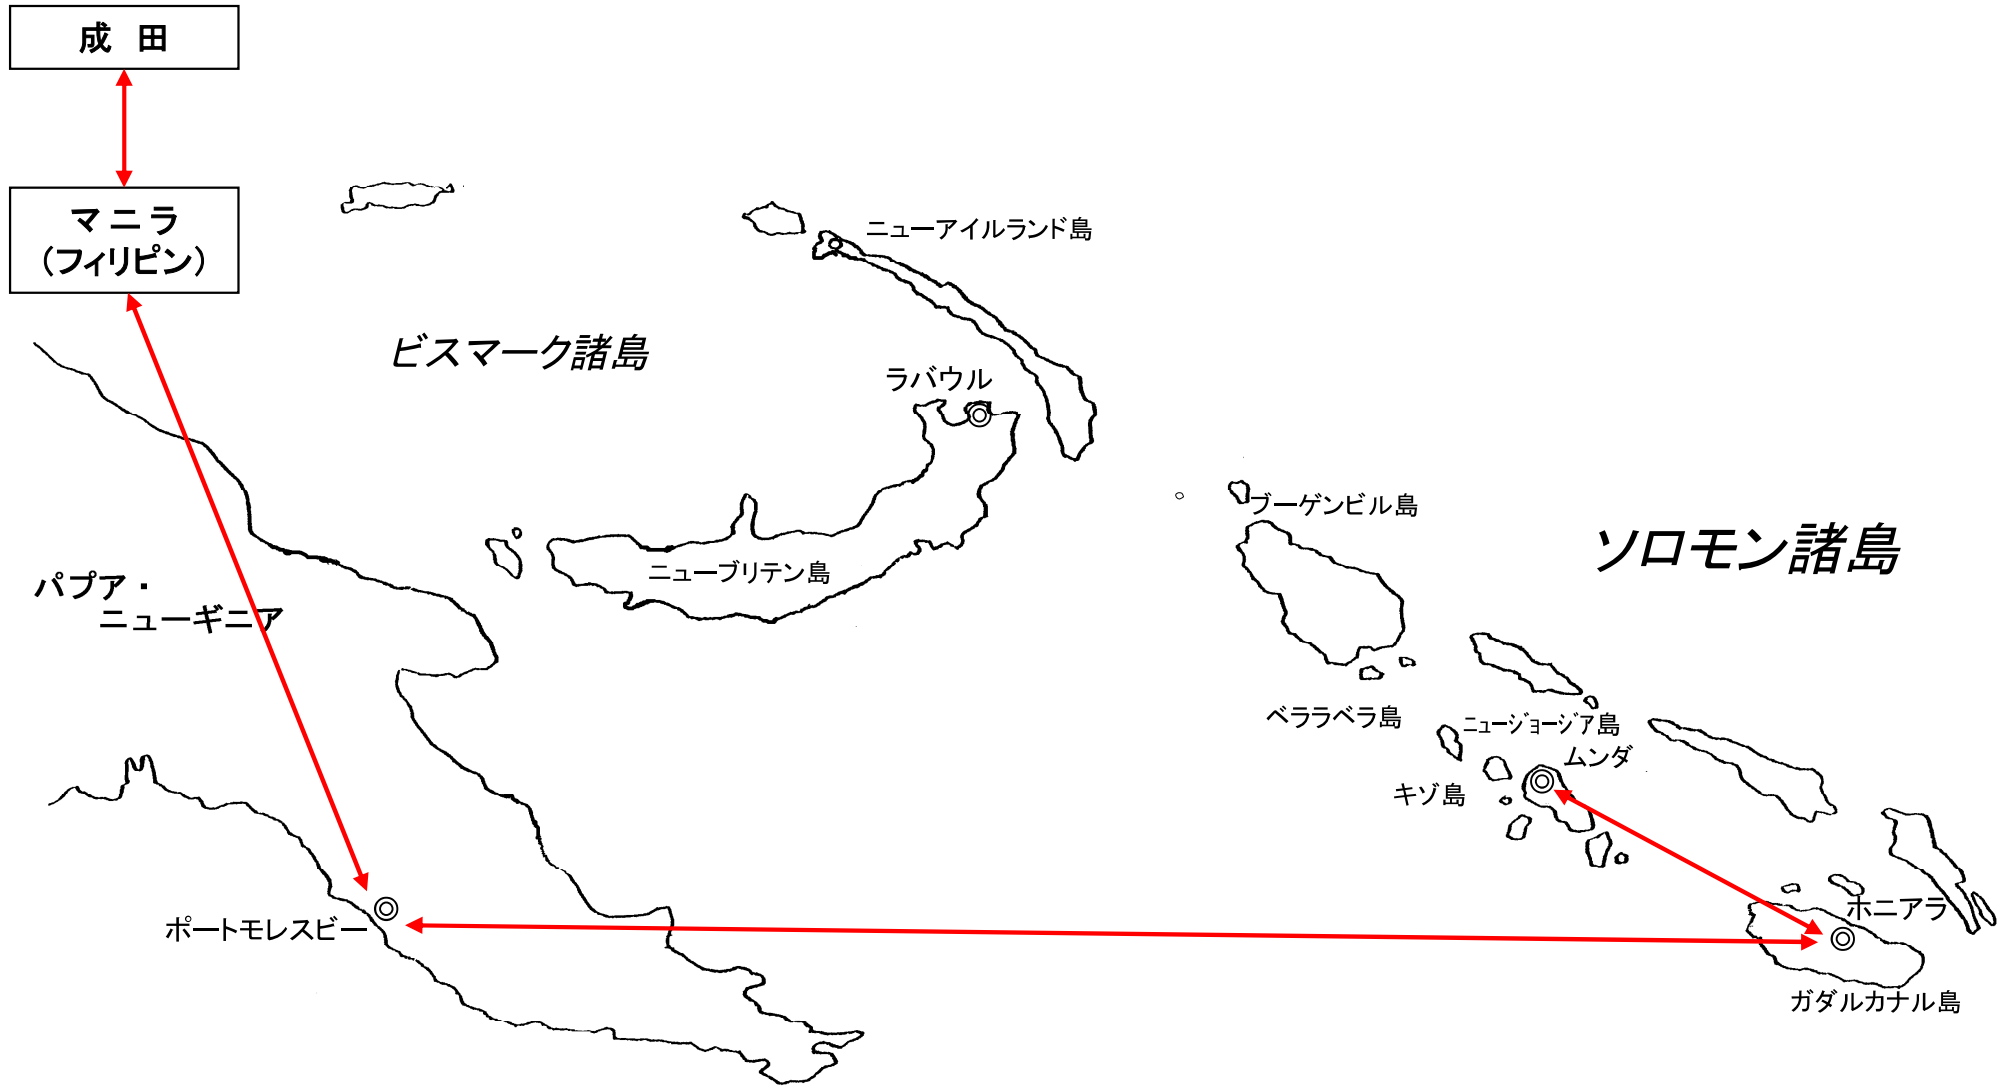 成 田
マニラ
(フィリピン)
ニューアイルランド島
ビスマーク諸島
ラバウル
ブーゲンビル島
ソロモン諸島
ニューブリテン島
パプア・
ニューギニア
ベララベラ島
ニュージョージア島
ムンダ
キゾ島
ホニアラ
ポートモレスビー
ガダルカナル島